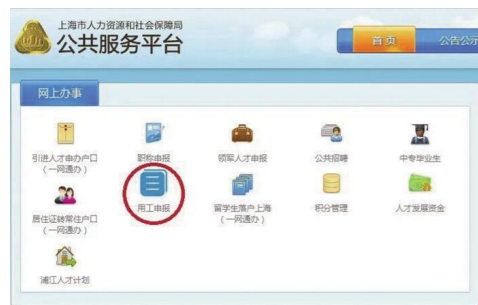 上海市人力资源和社会保障局
公共服务平台
首页 公告公示
网上办事
引进人才申办户口
（一网通办）
职称申报
领军人才申报
公共招聘
中专毕业生
居住证转常住户口
（一网通办）
用工申报
留学生落户上海
（一网通办）
积分管理
人才发展资金
浦江人才计划